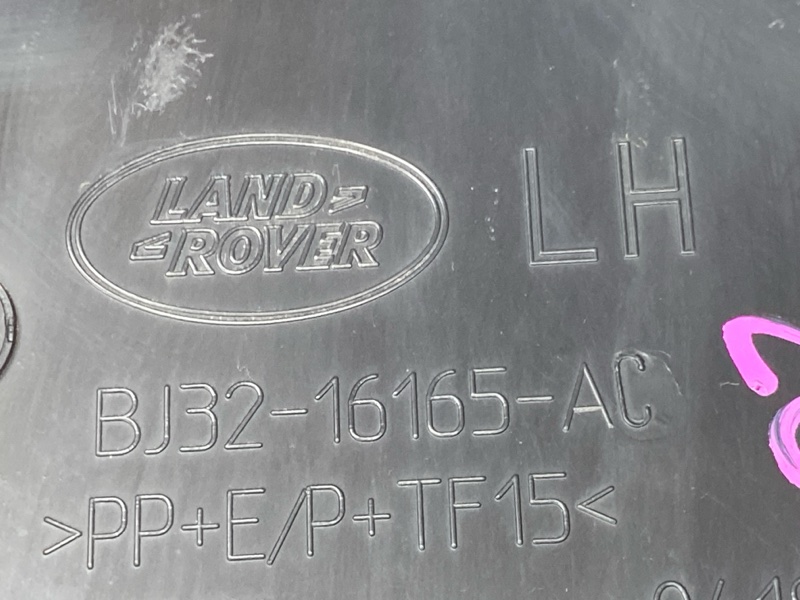 LAND
ROVER
LH
BJ32-16165-AC
>PP+E/P+TF15<